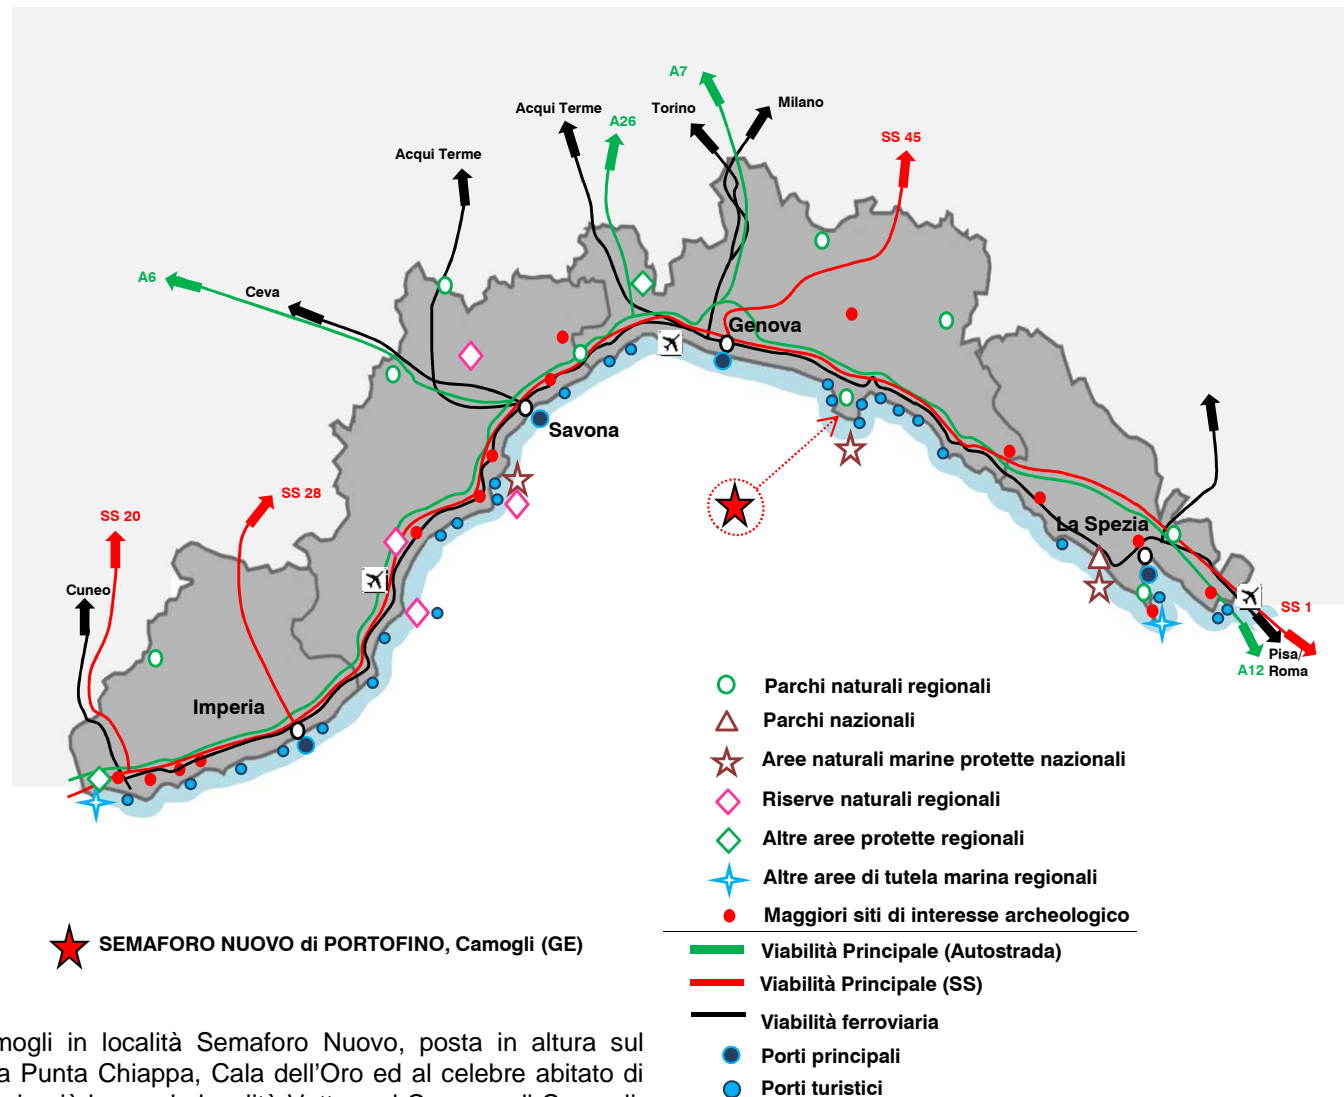 A7
Acqui Terme
A26
Torino
Milano
SS 45
Acqui Terme
A6
Ceva
Genova
Savona
SS 28
SS 20
La Spezia
Cuneo
SS 1
Pisa/
A12 Roma
Imperia
Parchi naturali regionali
Parchi nazionali
Aree naturali marine protette nazionali
Riserve naturali regionali
Altre aree protette regionali
Altre aree di tutela marina regionali
Maggiori siti di interesse archeologico
SEMAFORO NUOVO di PORTOFINO, Camogli (GE)
Viabilità Principale (Autostrada)
Viabilità Principale (SS)
Viabilità ferroviaria
Porti principali
Porti turistici
mogli in località Semaforo Nuovo, posta in altura sul
a Punta Chiappa, Cala dell'Oro ed al celebre abitato di